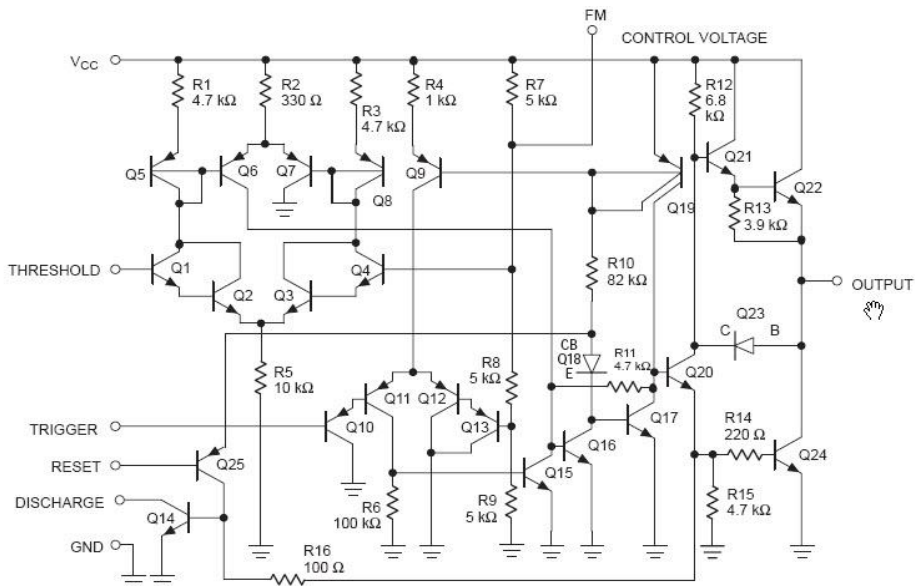 FM
CONTROL VOLTAGE
VCC
R1
4.7 kΩ
R2
330 Ω
R3
4.7 kΩ
R4
1 kΩ
R7
5 kΩ
R12
6.8
kΩ
Q5
Q6
Q7
Q8
Q9
Q19
Q21
Q22
R13
3.9 kΩ
THRESHOLD
Q1
Q2
Q3
Q4
R10
82 kΩ
OUTPUT
Q23
C
B
R5
10 kΩ
R8
5 kΩ
CB
Q18
E
R11
4.7 kΩ
Q20
TRIGGER
Q10
Q11
Q12
Q13
Q17
R14
220 Ω
RESET
Q25
Q15
Q16
Q24
DISCHARGE
Q14
R6
100 kΩ
R9
5 kΩ
R15
4.7 kΩ
GND
R16
100 Ω